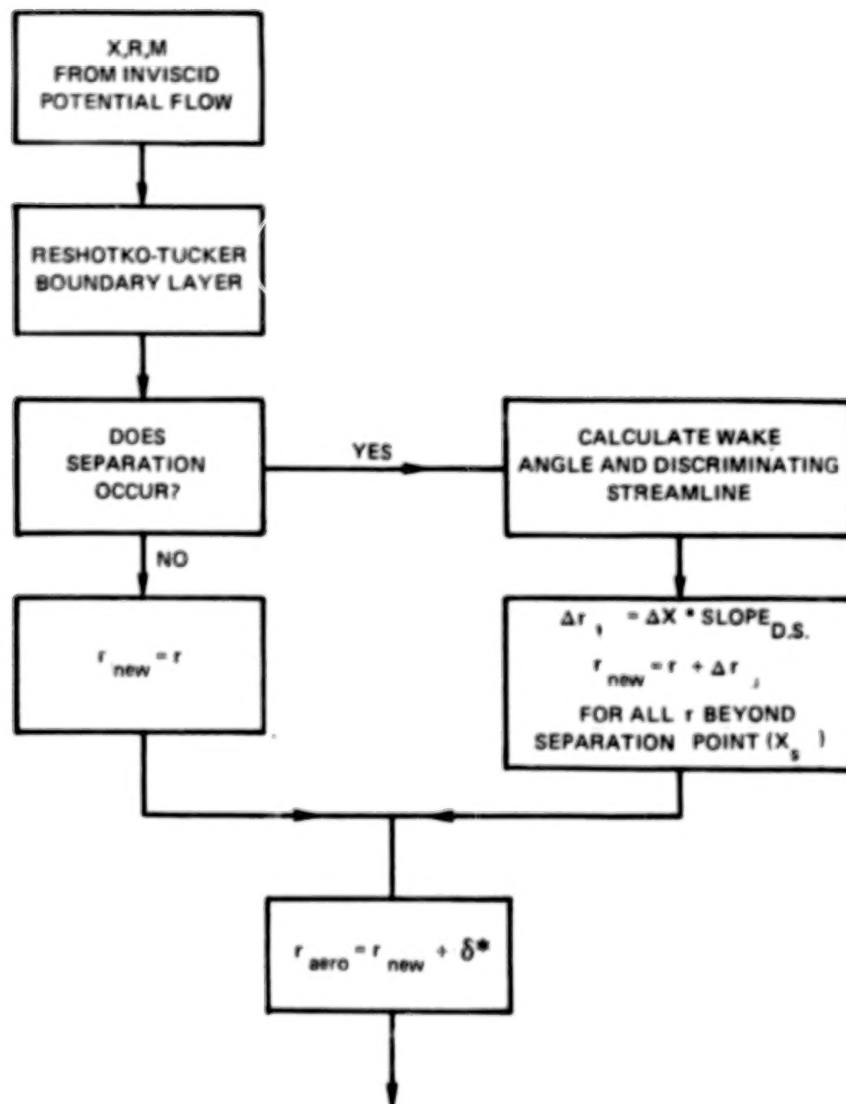 X,R,M
FROM INVISCID
POTENTIAL FLOW
RESHOTKO-TUCKER
BOUNDARY LAYER
DOES
SEPARATION
OCCUR?
YES
CALCULATE WAKE
ANGLE AND DISCRIMINATING
STREAMLINE
NO
r new = r
Δr , = ΔX * SLOPE D.S.
r new = r + Δr ,
FOR ALL r BEYOND
SEPARATION POINT (X s )
r aero = r new + δ*